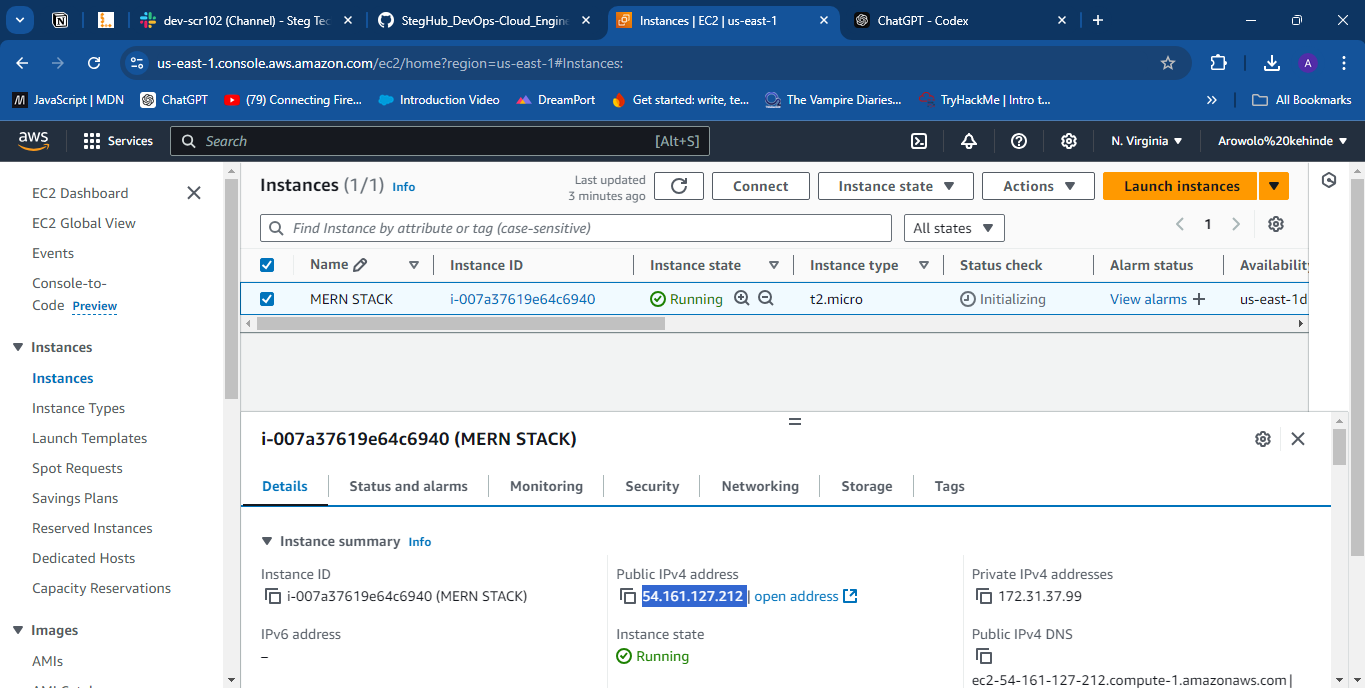 dev-scr102 (Channel) - Steg Tec
StegHub_DevOps-Cloud_Engine
Instances | EC2 | us-east-1
ChatGPT - Codex
us-east-1.console.aws.amazon.com/ec2/home?region=us-east-1#Instances:
A
JavaScript | MDN
ChatGPT
(79) Connecting Fire...
Introduction Video
DreamPort
Get started: write, te...
The Vampire Diaries...
TryHackMe | Intro t...
All Bookmarks
aws
Services
Search
[Alt+S]
N. Virginia
Arowolo%20kehinde
EC2 Dashboard
EC2 Global View
Events
Console-to-
Code Preview
Instances
Instances
Instance Types
Launch Templates
Spot Requests
Savings Plans
Reserved Instances
Dedicated Hosts
Capacity Reservations
Images
AMIs
Instances (1/1) Info
Last updated
3 minutes ago
Connect
Instance state
Actions
Launch instances
Find Instance by attribute or tag (case-sensitive)
All states
1
Name
Instance ID
Instance state
Instance type
Status check
Alarm status
Availability
MERN STACK
i-007a37619e64c6940
Running
t2.micro
Initializing
View alarms
us-east-1d
i-007a37619e64c6940 (MERN STACK)
Details
Status and alarms
Monitoring
Security
Networking
Storage
Tags
Instance summary Info
Instance ID
i-007a37619e64c6940 (MERN STACK)
Public IPv4 address
54.161.127.212 | open address
Private IPv4 addresses
172.31.37.99
IPv6 address
–
Instance state
Running
Public IPv4 DNS
ec2-54-161-127-212.compute-1.amazonaws.com |